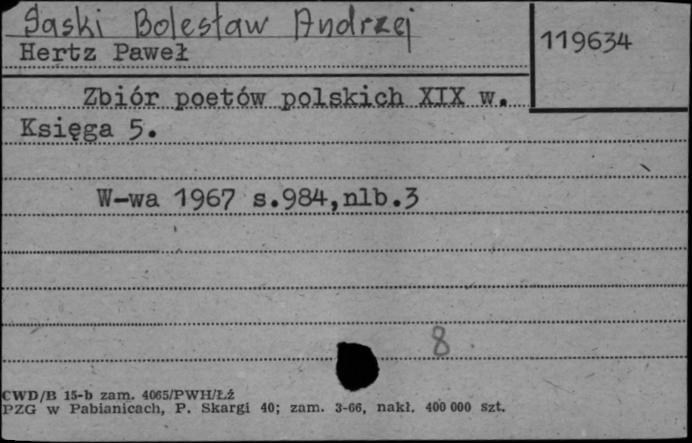 Gąski Bolesław Andrzej
Hertz Paweł
119634
Zbiór poetów polskich XIX w.
Księga 5.
W-wa 1967 s.984,nlb.3
8
CWD/B 15-b zam. 4065/PWH/Łź
PZG w Pabianicach, P. Skargi 40; zam. 3-66, nakł. 400 000 szt.